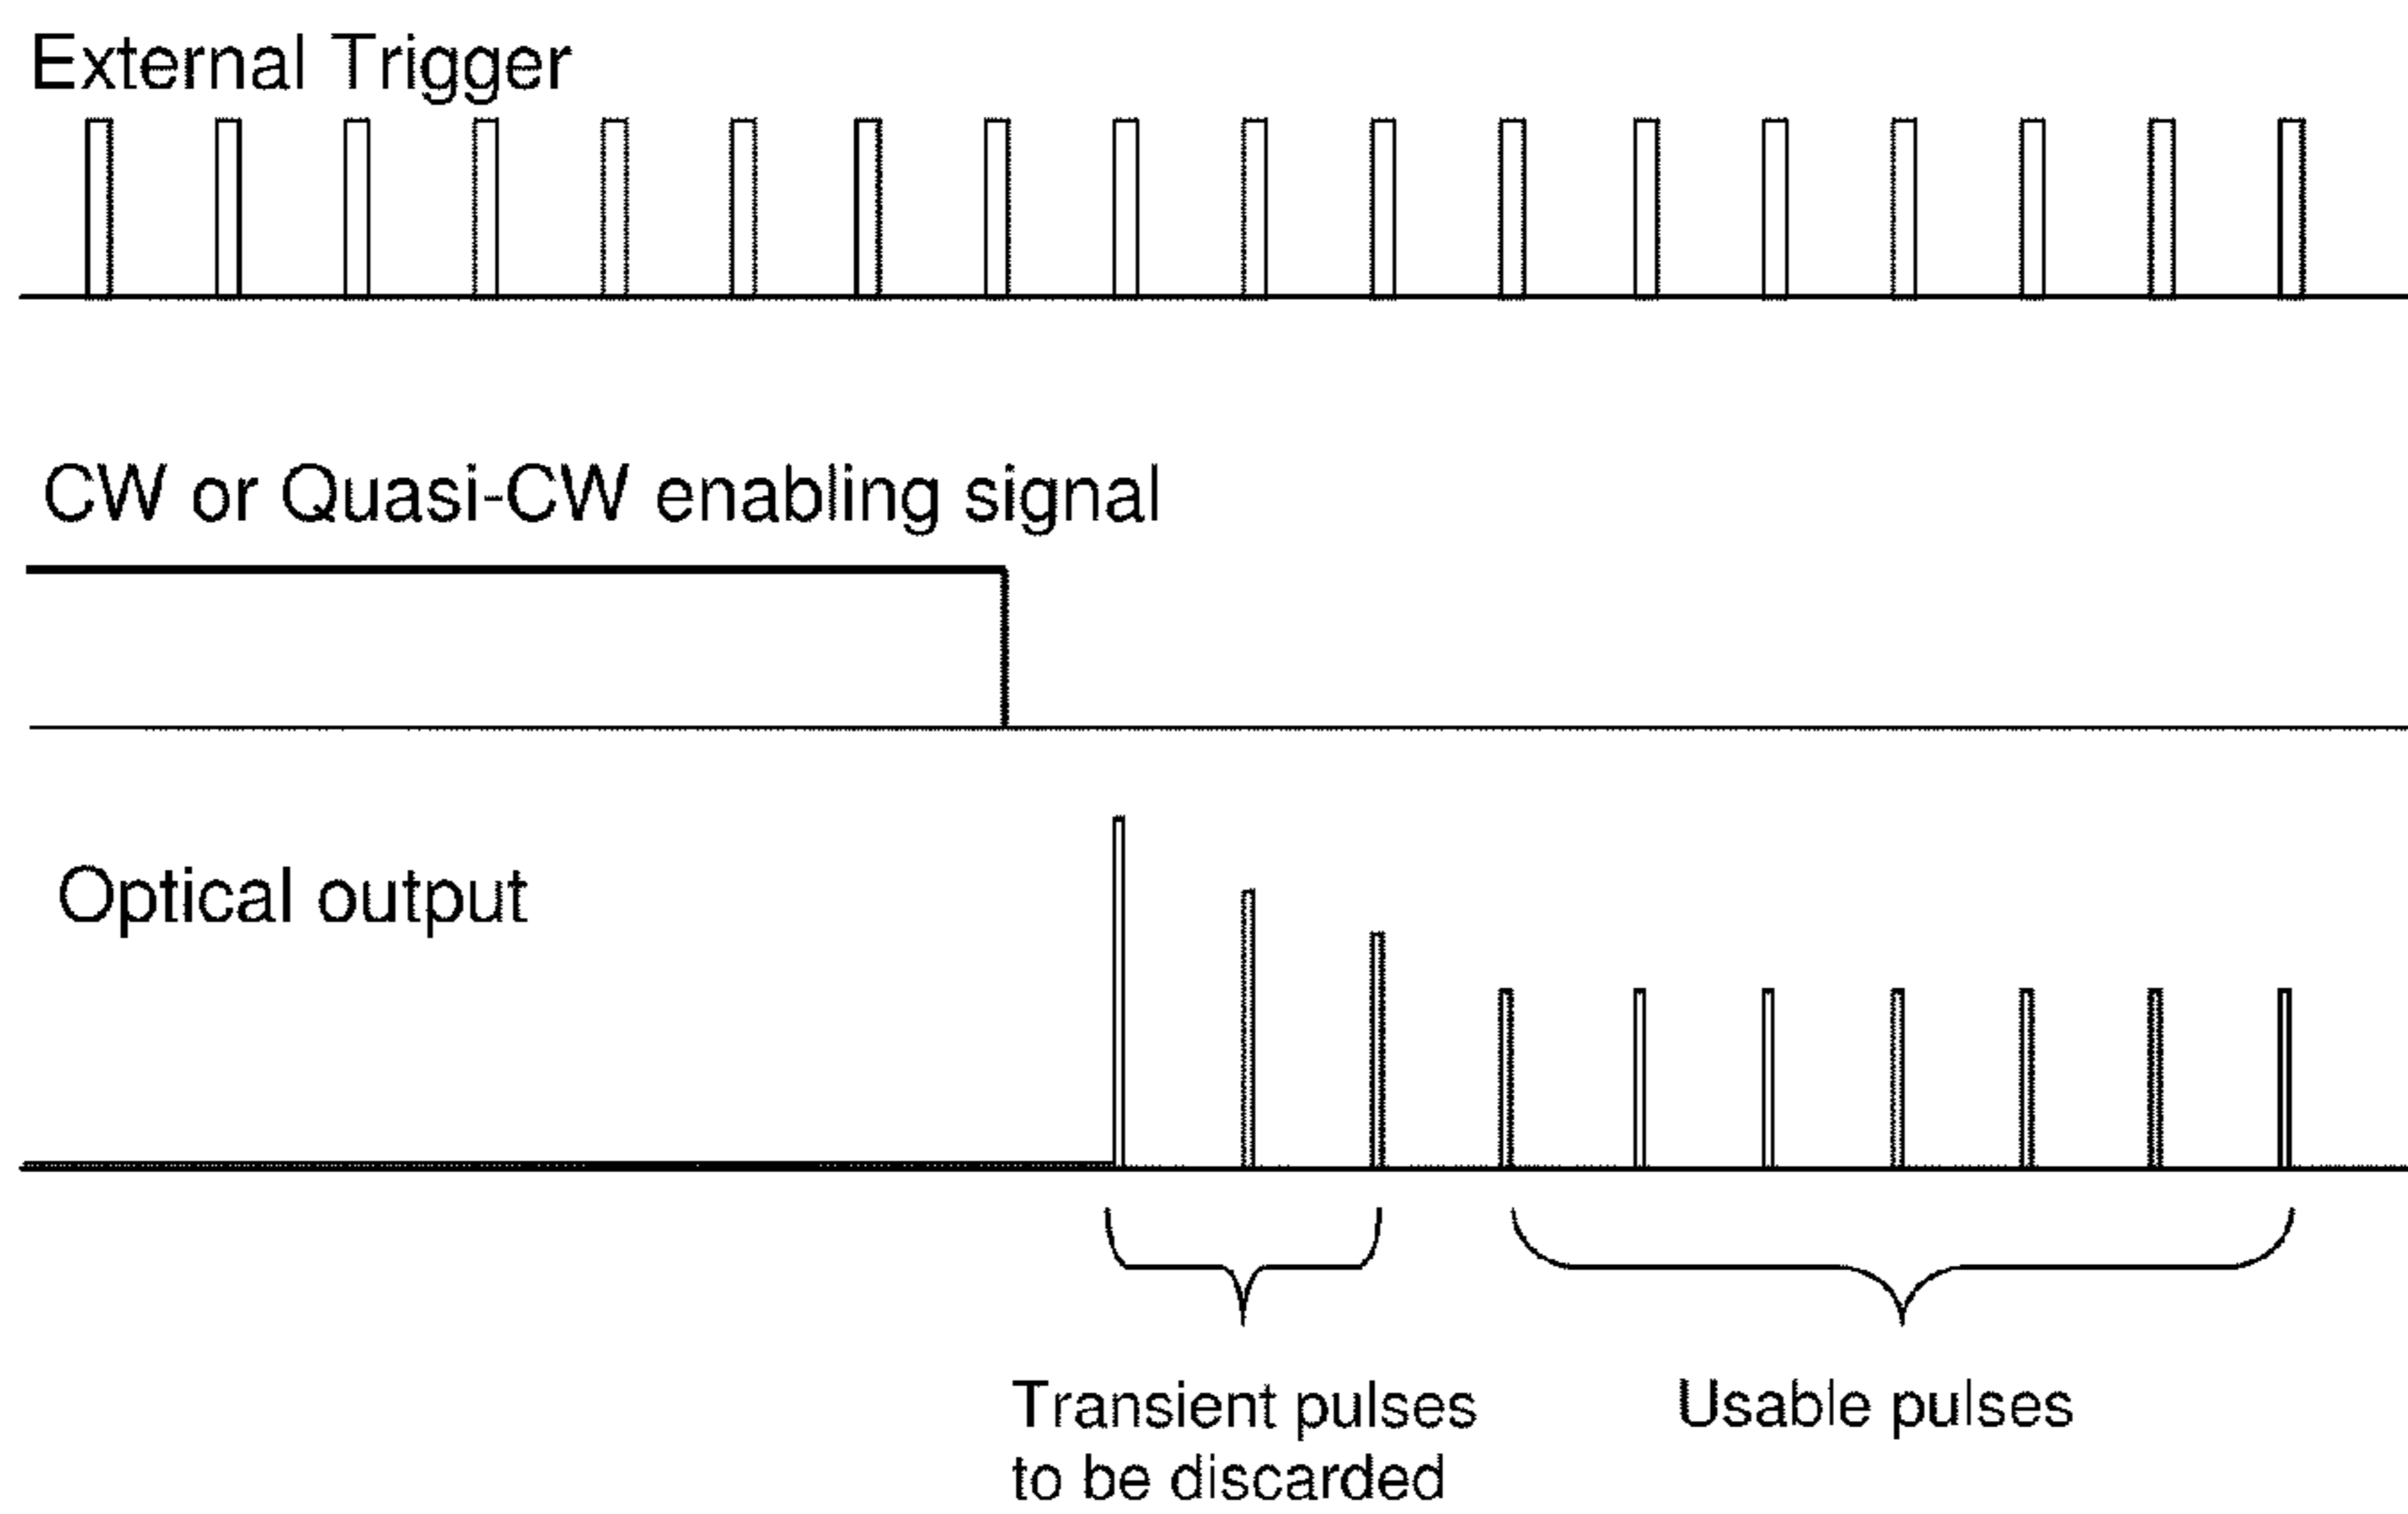 External Trigger
CW or Quasi-CW enabling signal
Optical output
Transient pulses
to be discarded
Usable pulses